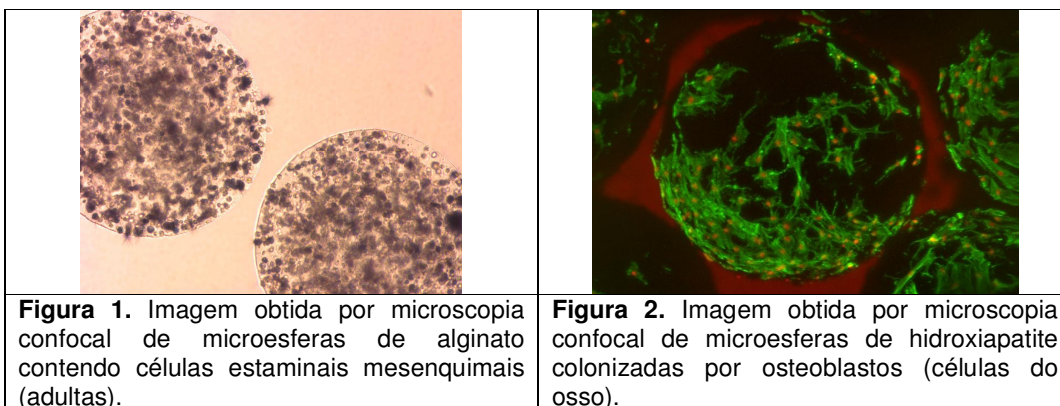 Figura 1. Imagem obtida por microscopia
confocal de microesferas de alginato
contendo células estaminais mesenquimais
(adultas).
Figura 2. Imagem obtida por microscopia
confocal de microesferas de hidroxiapatite
colonizadas por osteoblastos (células do
osso).